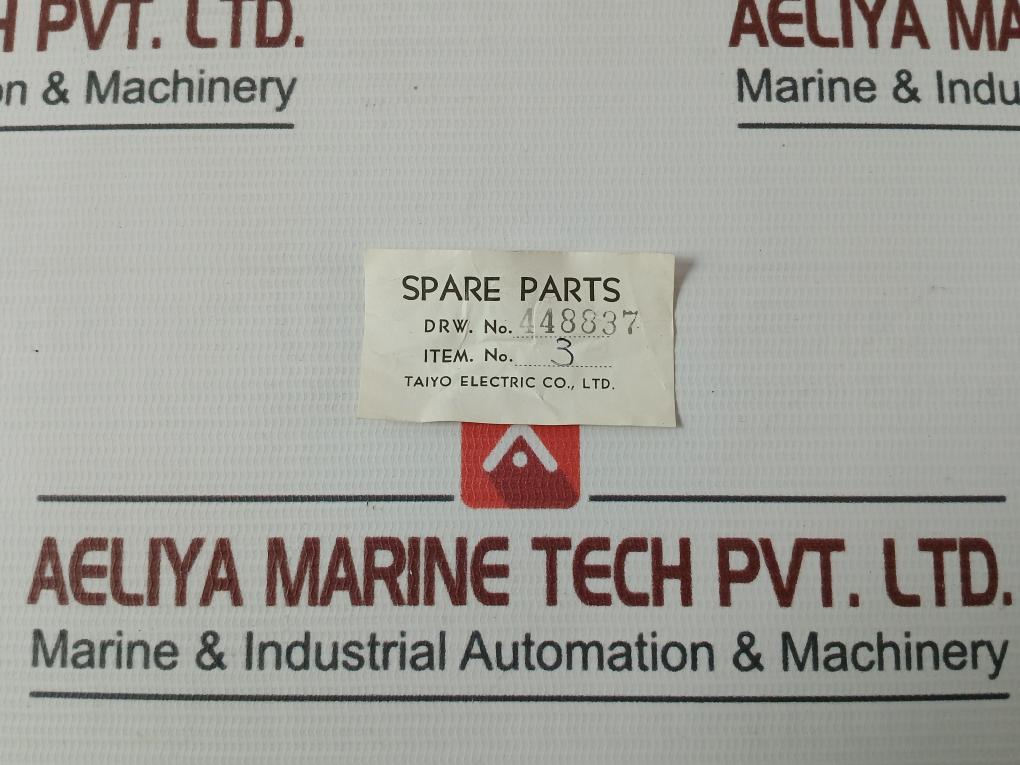 H PVT. LTD.
on & Machinery
AELIYA MA
Marine & Indu
SPARE PARTS
DRW. No. 448837
ITEM. No. 3
TAIYO ELECTRIC CO., LTD.
AELIYA MARINE TECH PVT. LTD.
Marine & Industrial Automation & Machinery